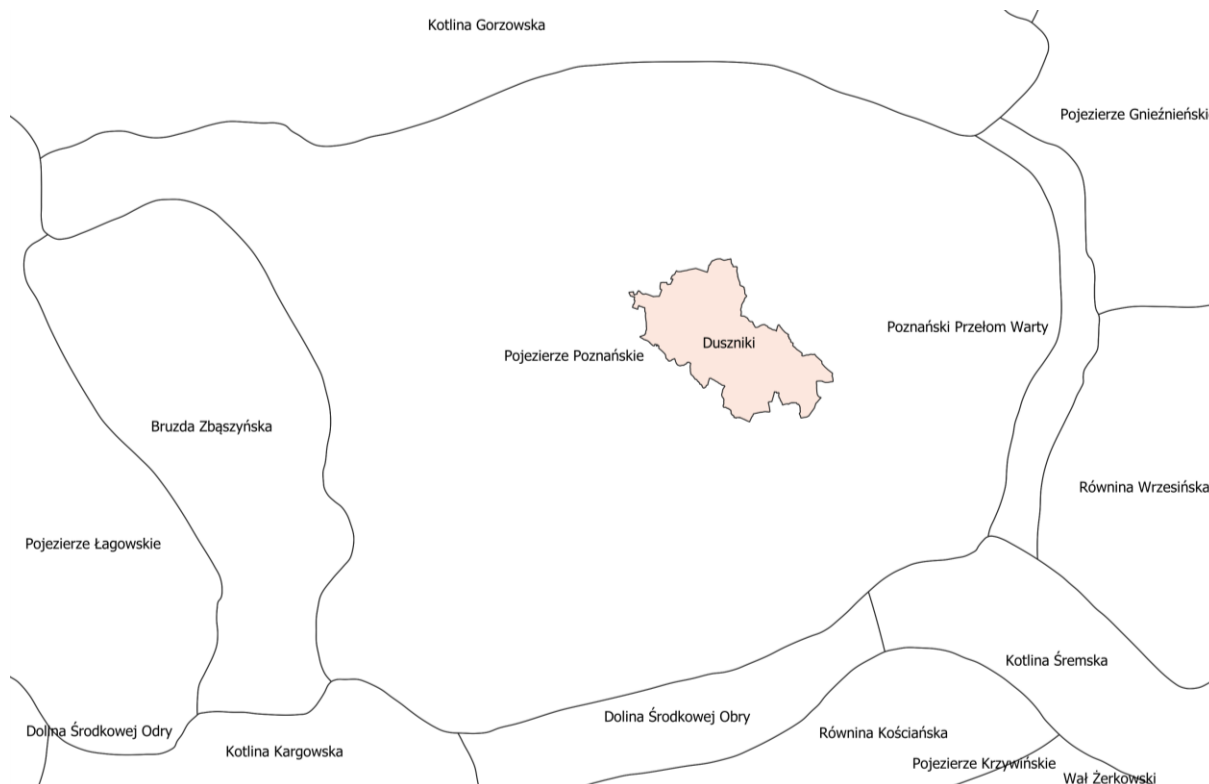 Kotlina Gorzowska
Pojezierze Gnieźnieński
Poznański Przełom Warty
Duszniki
Pojezierze Poznańskie
Bruzda Zbąszyńska
Równina Wrzesińska
Pojezierze Łagowskie
Kotlina Śremska
Dolina Środkowej Obry
Dolina Środkowej Odry
Równina Kościańska
Kotlina Kargowska
Pojezierze Krzywińskie
Wał Żerkowski